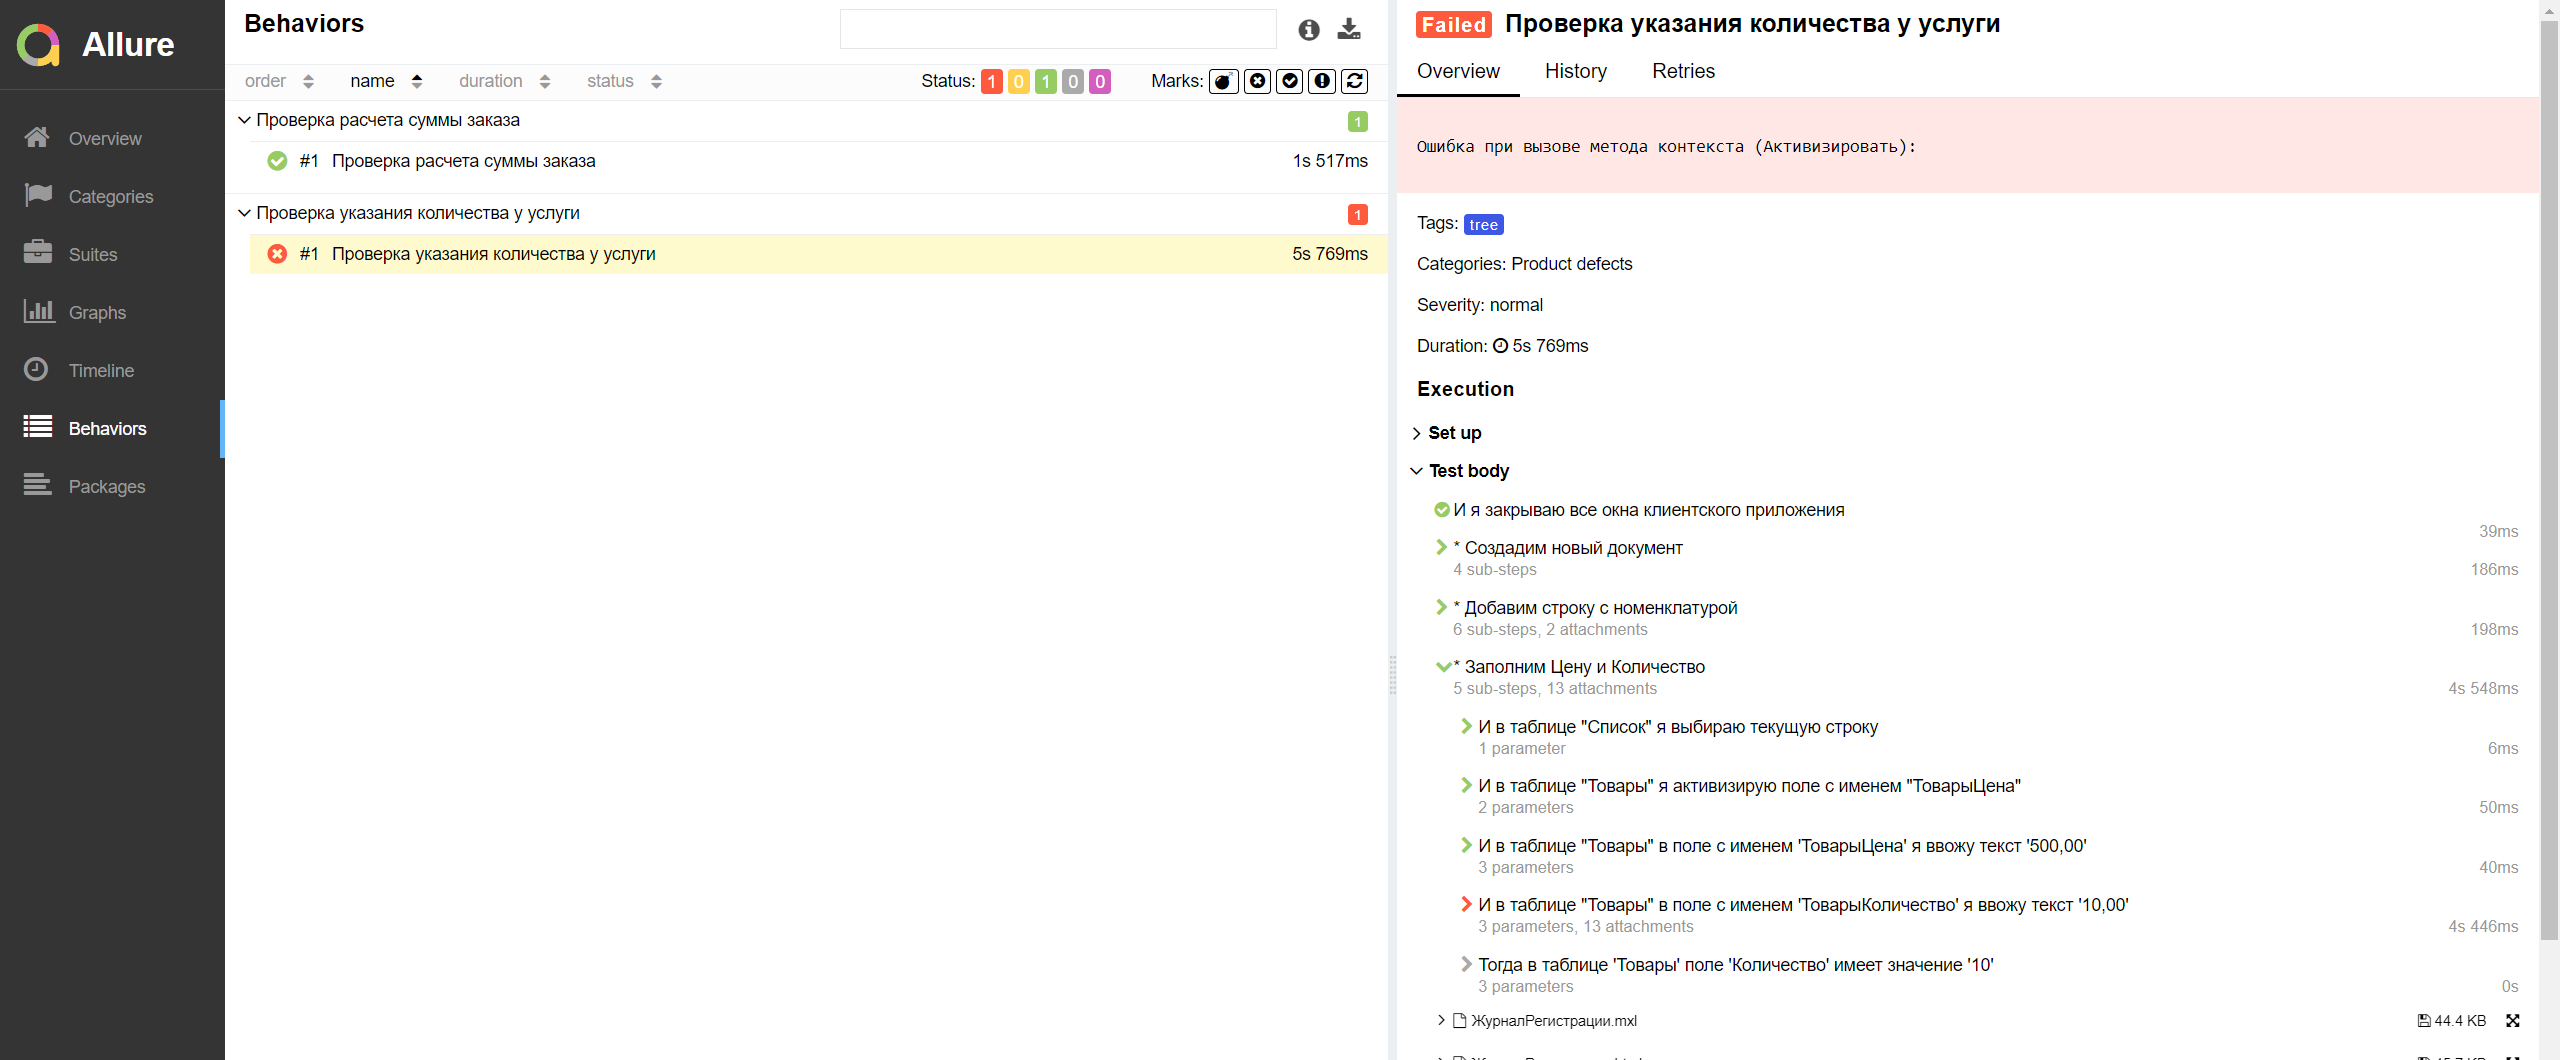 Allure
Overview
Categories
Suites
Graphs
Timeline
Behaviors
Packages
Behaviors
order name duration status Status: 1 0 1 0 0 Marks:
Проверка расчета суммы заказа 1
#1 Проверка расчета суммы заказа 1s 517ms
Проверка указания количества у услуги 1
#1 Проверка указания количества у услуги 5s 769ms
Failed Проверка указания количества у услуги
Overview History Retries
Ошибка при вызове метода контекста (Активизировать):
Tags: tree
Categories: Product defects
Severity: normal
Duration: 5s 769ms
Execution
Set up
Test body
И я закрываю все окна клиентского приложения
39ms
* Создадим новый документ
4 sub-steps 186ms
* Добавим строку с номенклатурой
6 sub-steps, 2 attachments 198ms
* Заполним Цену и Количество
5 sub-steps, 13 attachments 4s 548ms
И в таблице "Список" я выбираю текущую строку
1 parameter 6ms
И в таблице "Товары" я активизирую поле с именем "ТоварыЦена"
2 parameters 50ms
И в таблице "Товары" в поле с именем 'ТоварыЦена' я ввожу текст '500,00'
3 parameters 40ms
И в таблице "Товары" в поле с именем 'ТоварыКоличество' я ввожу текст '10,00'
3 parameters, 13 attachments 4s 446ms
Тогда в таблице 'Товары' поле 'Количество' имеет значение '10'
3 parameters 0s
ЖурналРегистрации.mxl 44.4 KB